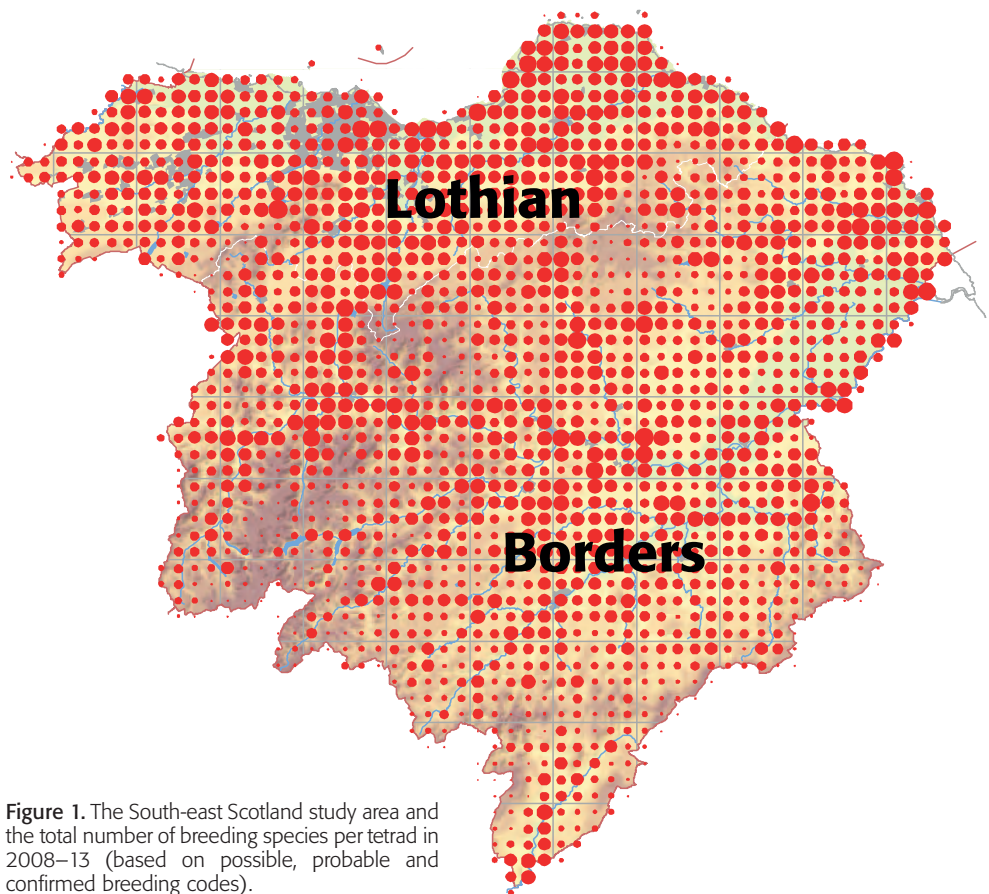 Lothian
Borders
Figure 1. The South-east Scotland study area and
the total number of breeding species per tetrad in
2008–13 (based on possible, probable and
confirmed breeding codes).